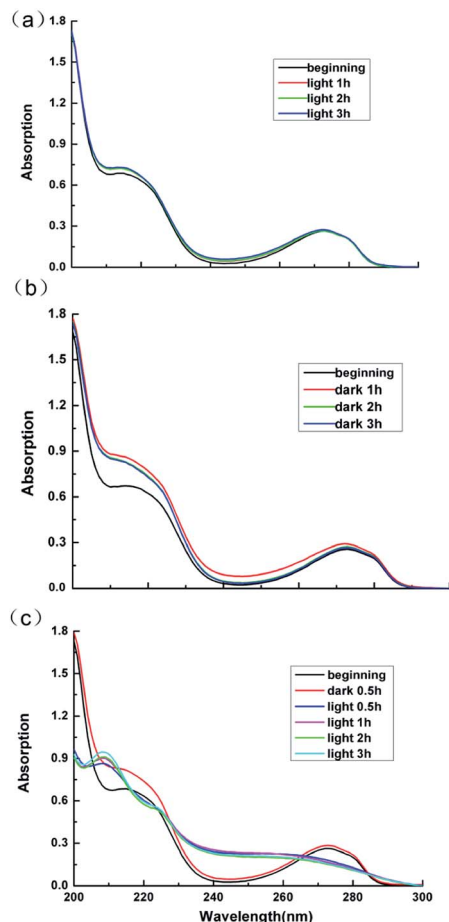 (a)
1.8
1.5
1.2
0.9
0.6
0.3
0.0
Absorption
beginning
light 1h
light 2h
light 3h
(b)
1.8
1.5
1.2
0.9
0.6
0.3
0.0
Absorption
beginning
dark 1h
dark 2h
dark 3h
(c)
1.8
1.5
1.2
0.9
0.6
0.3
0.0
Absorption
beginning
dark 0.5h
light 0.5h
light 1h
light 2h
light 3h
200 220 240 260 280 300
Wavelength(nm)